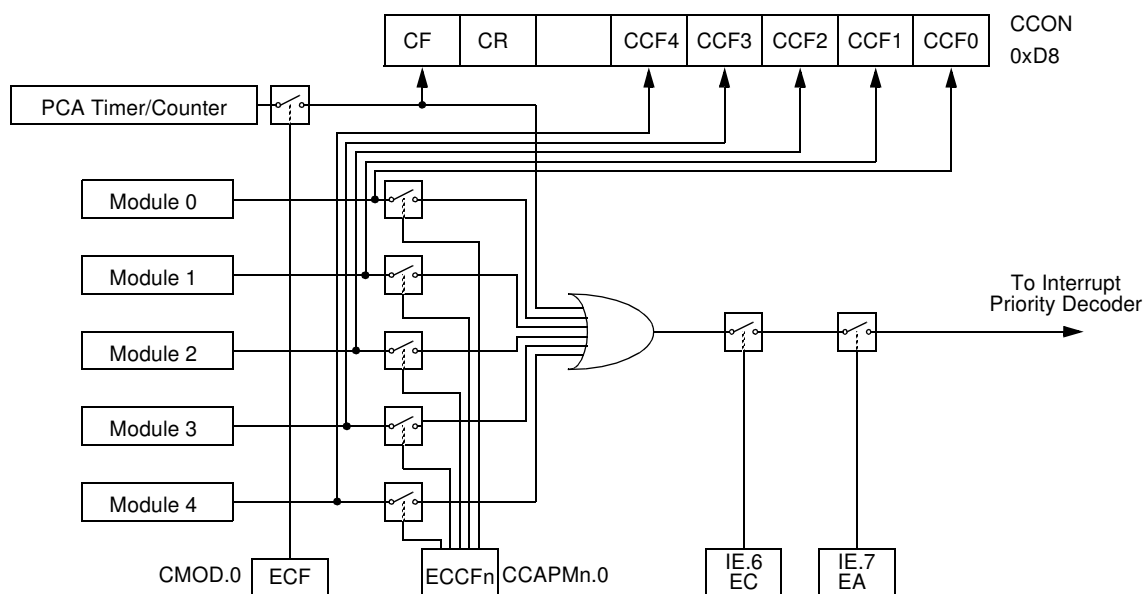 CF CR CCF4 CCF3 CCF2 CCF1 CCF0
CCON
0xD8
PCA Timer/Counter
Module 0
Module 1
Module 2
Module 3
Module 4
To Interrupt
Priority Decoder
CMOD.0 ECF
ECCFn CCAPMn.0
IE.6
EC
IE.7
EA